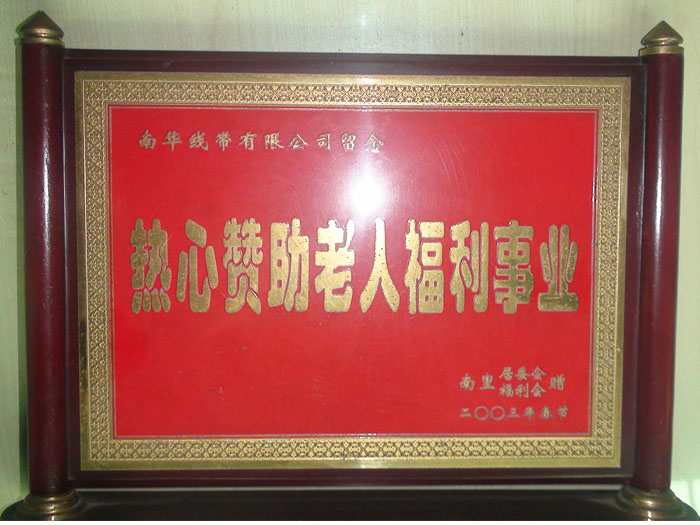 南华线带有限公司留念
热心赞助老人福利事业
南里居委会福利会赠
二〇〇三年春节